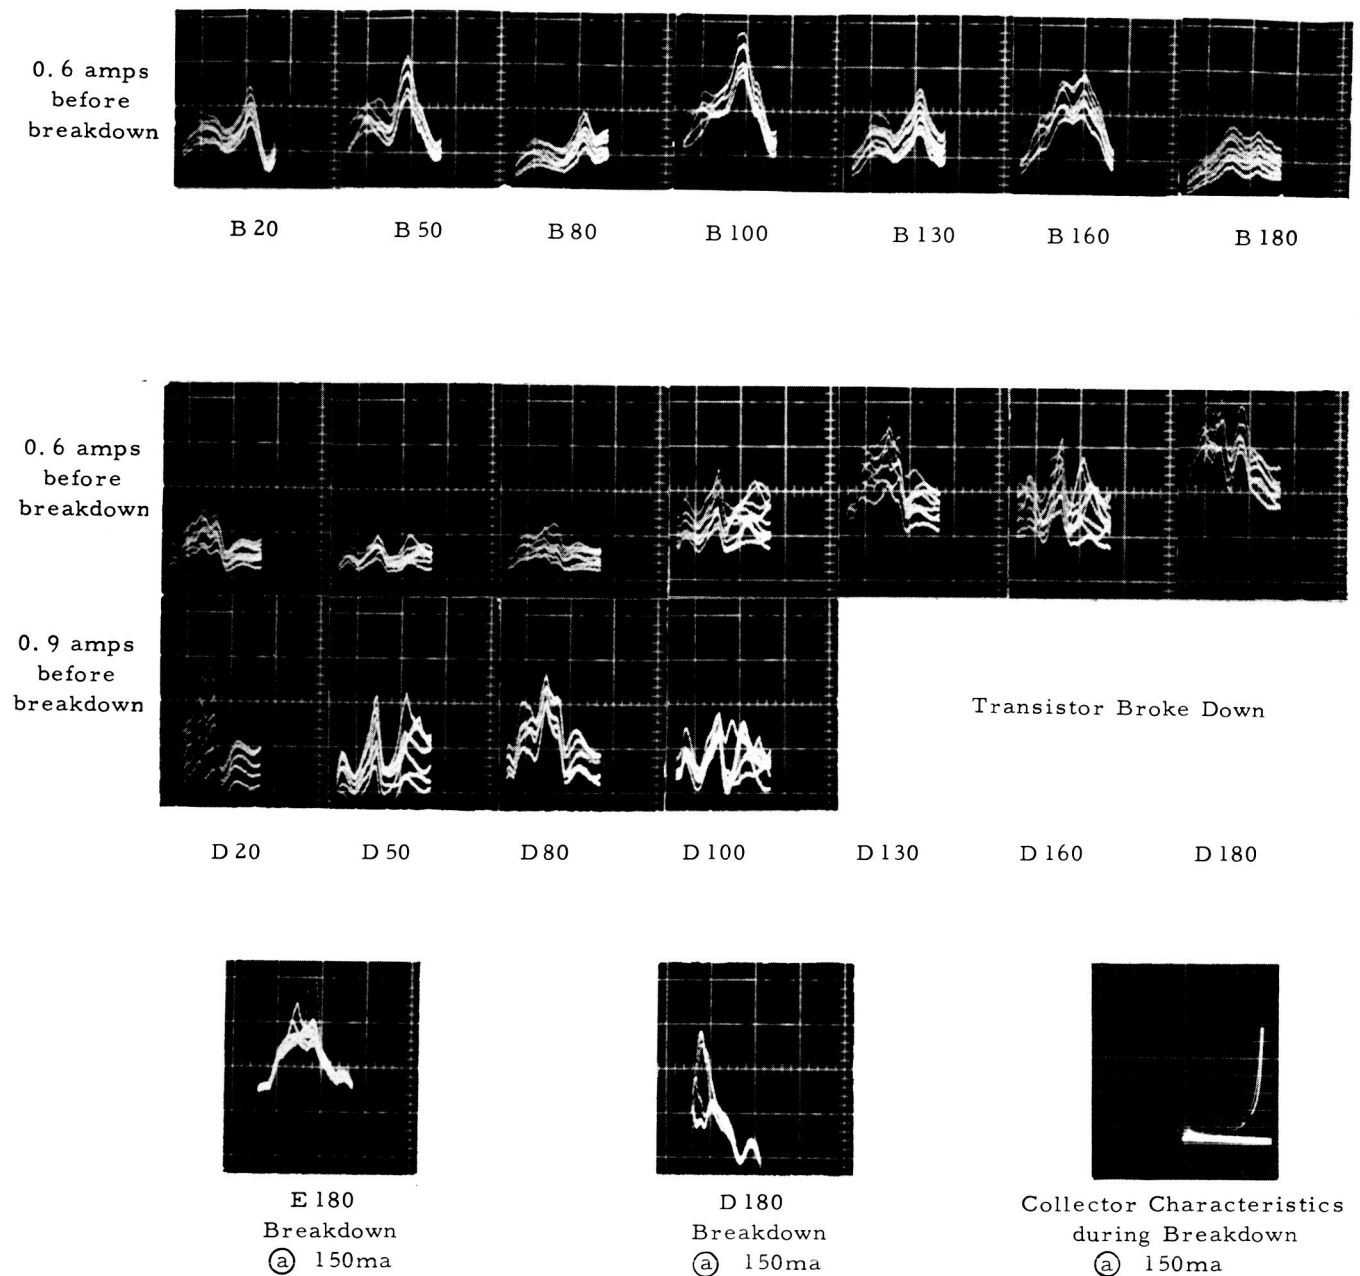 0.6 amps
before
breakdown
B 20 B 50 B 80 B 100 B 130 B 160 B 180
0.6 amps
before
breakdown
0.9 amps
before
breakdown
Transistor Broke Down
D 20 D 50 D 80 D 100 D 130 D 160 D 180
E 180
Breakdown
ⓐ 150ma
D 180
Breakdown
ⓐ 150ma
Collector Characteristics
during Breakdown
ⓐ 150ma